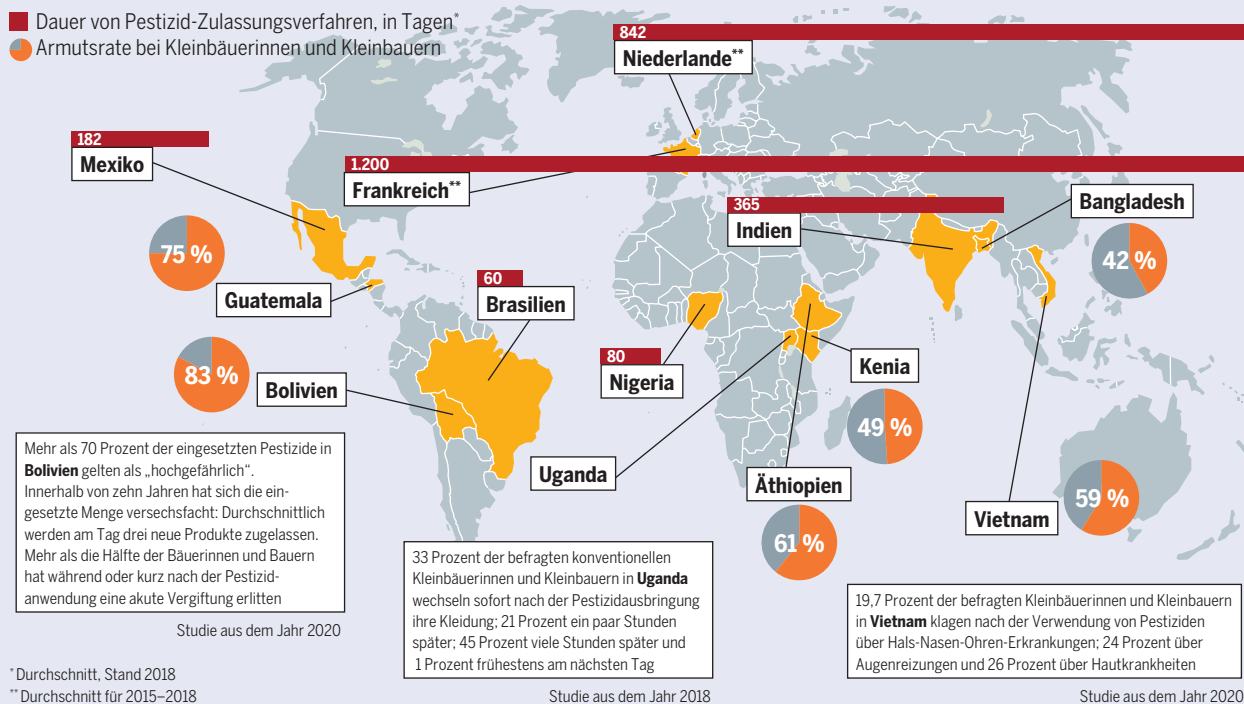 Dauer von Pestizid-Zulassungsverfahren, in Tagen*
Armutsrate bei Kleinbäuerinnen und Kleinbauern
842
Niederlande**
182
Mexiko
1.200
Frankreich**
365
Indien
Bangladesh
42 %
75 %
Guatemala
60
Brasilien
83 %
Bolivien
80
Nigeria
Kenia
49 %
Uganda
Äthiopien
61 %
Vietnam
59 %
Mehr als 70 Prozent der eingesetzten Pestizide in
Bolivien gelten als „hochgefährlich".
Innerhalb von zehn Jahren hat sich die ein-
gesetzte Menge versechsfacht: Durchschnittlich
werden am Tag drei neue Produkte zugelassen.
Mehr als die Hälfte der Bäuerinnen und Bauern
hat während oder kurz nach der Pestizid-
anwendung eine akute Vergiftung erlitten
Studie aus dem Jahr 2020
33 Prozent der befragten konventionellen
Kleinbäuerinnen und Kleinbauern in Uganda
wechseln sofort nach der Pestizidausbringung
ihre Kleidung; 21 Prozent ein paar Stunden
später; 45 Prozent viele Stunden später und
1 Prozent frühestens am nächsten Tag
Studie aus dem Jahr 2018
19,7 Prozent der befragten Kleinbäuerinnen und Kleinbauern
in Vietnam klagen nach der Verwendung von Pestiziden
über Hals-Nasen-Ohren-Erkrankungen; 24 Prozent über
Augenreizungen und 26 Prozent über Hautkrankheiten
Studie aus dem Jahr 2020
* Durchschnitt, Stand 2018
** Durchschnitt für 2015–2018